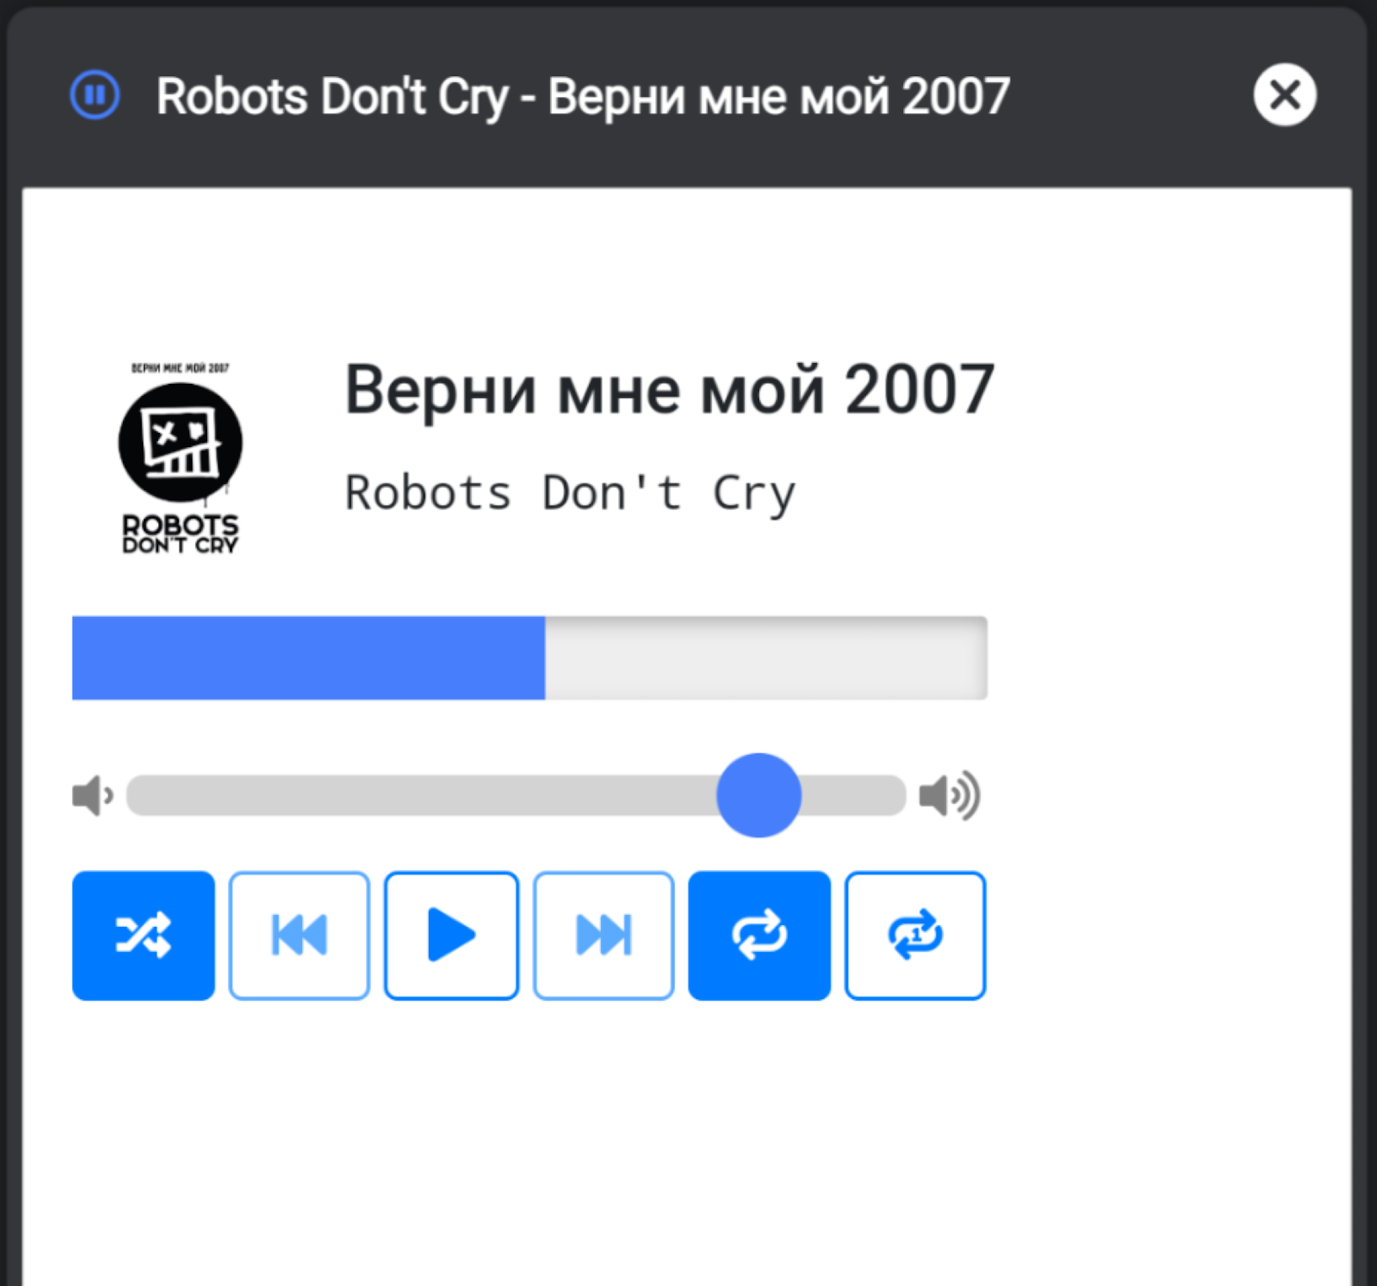 Robots Don't Cry - Верни мне мой 2007
ВЕРНИ МНЕ МОЙ 2007
ROBOTS
DON'T CRY
Верни мне мой 2007
Robots Don't Cry
1